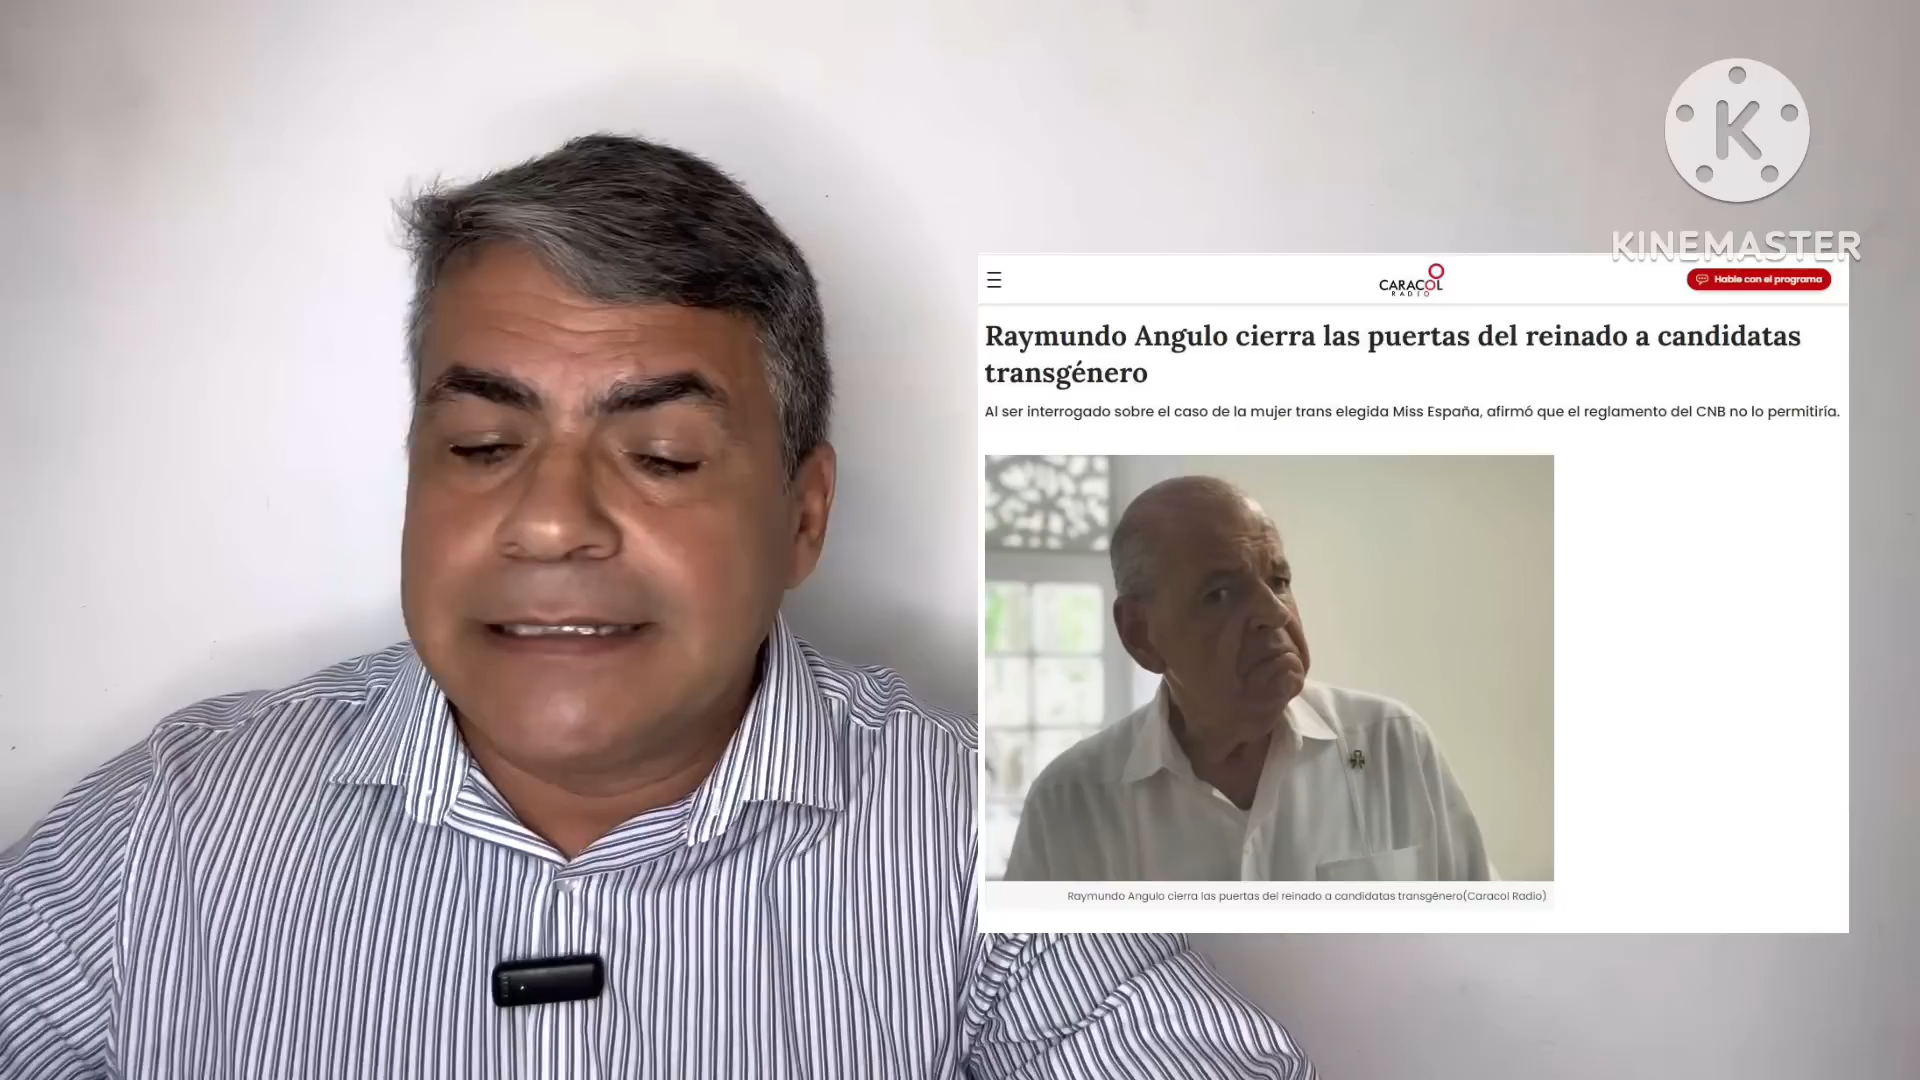 K
KINEMASTER
CARACOL
RADIO
Hable con el programa
Raymundo Angulo cierra las puertas del reinado a candidatas
transgénero
Al ser interrogado sobre el caso de la mujer trans elegida Miss España, afirmó que el reglamento del CNB no lo permitiría.
Raymundo Angulo cierra las puertas del reinado a candidatas transgénero(Caracol Radio)